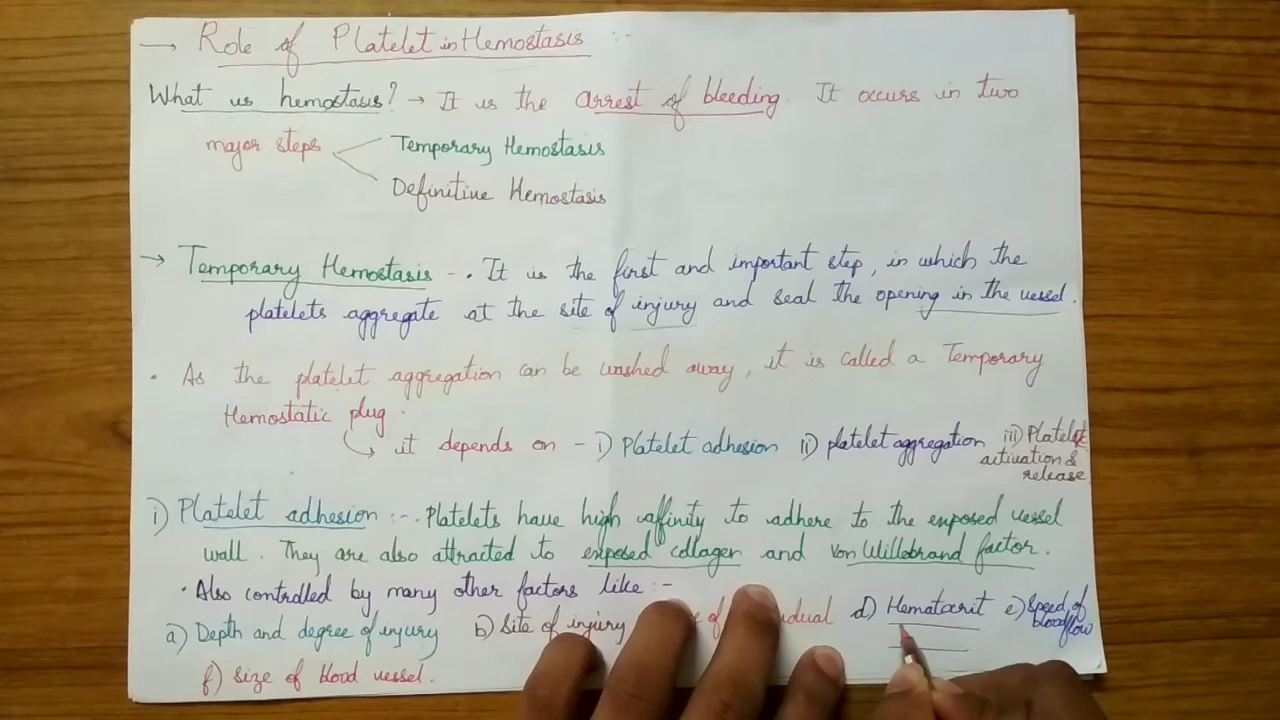 → Role of Platelet in Hemostasis :-
What is hemostasis? → It is the arrest of bleeding. It occurs in two
major steps
Temporary Hemostasis
Definitive Hemostasis
→ Temporary Hemostasis - . It is the first and important step, in which the
platelets aggregate at the site of injury and seal the opening in the vessel.
• As the platelet aggregation can be washed away, it is called a Temporary
Hemostatic plug.
↳ it depends on - i) Platelet adhesion ii) platelet aggregation iii) Platelet
activation &
release
i) Platelet adhesion :-. Platelets have high affinity to adhere to the exposed vessel
wall. They are also attracted to exposed collagen and von Willebrand factor.
• Also controlled by many other factors like :-
a) Depth and degree of injury b) Site of injury of d) Hematocrit e) Speed of
blood flow
f) size of blood vessel.